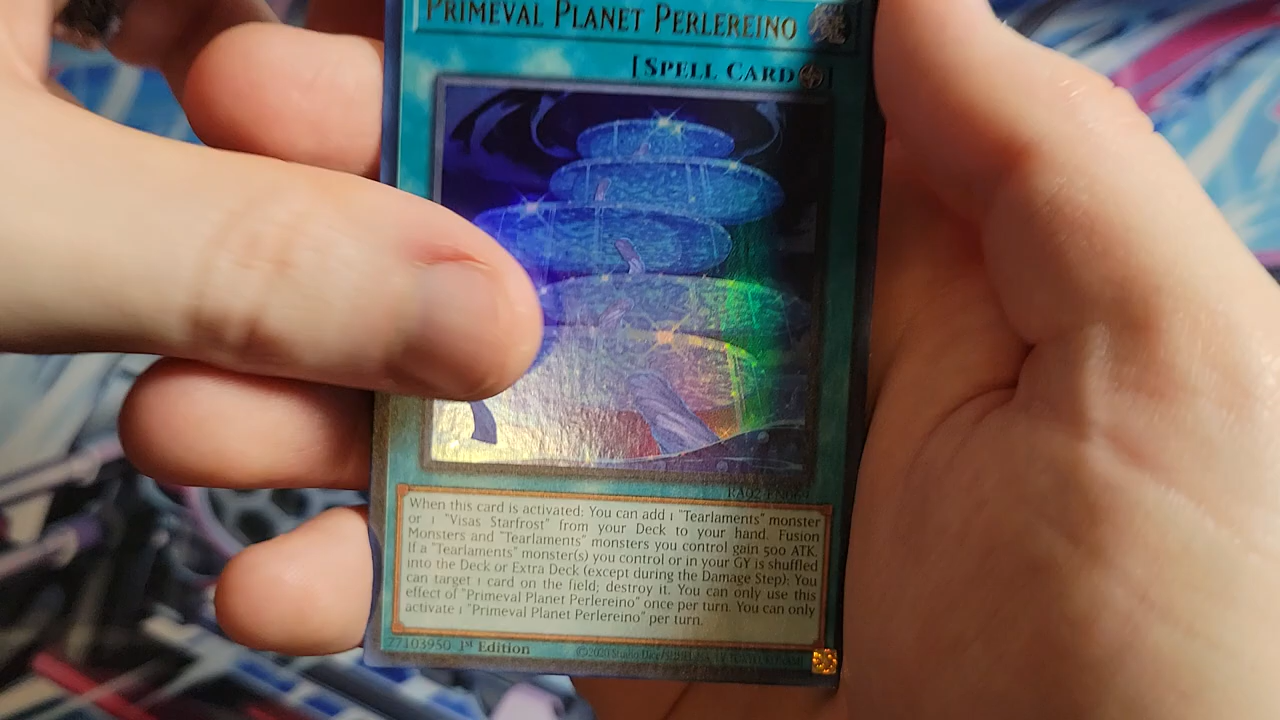 PRIMEVAL PLANET PERLEREINO
[SPELL CARD]
RA02-EN069
When this card is activated: You can add 1 "Tearlaments" monster
or 1 "Visas Starfrost" from your Deck to your hand. Fusion
Monsters and "Tearlaments" monsters you control gain 500 ATK.
If a "Tearlaments" monster(s) you control or in your GY is shuffled
into the Deck or Extra Deck (except during the Damage Step): You
can target 1 card on the field; destroy it. You can only use this
effect of "Primeval Planet Perlereino" once per turn. You can only
activate 1 "Primeval Planet Perlereino" per turn.
77103950 1st Edition ©2020